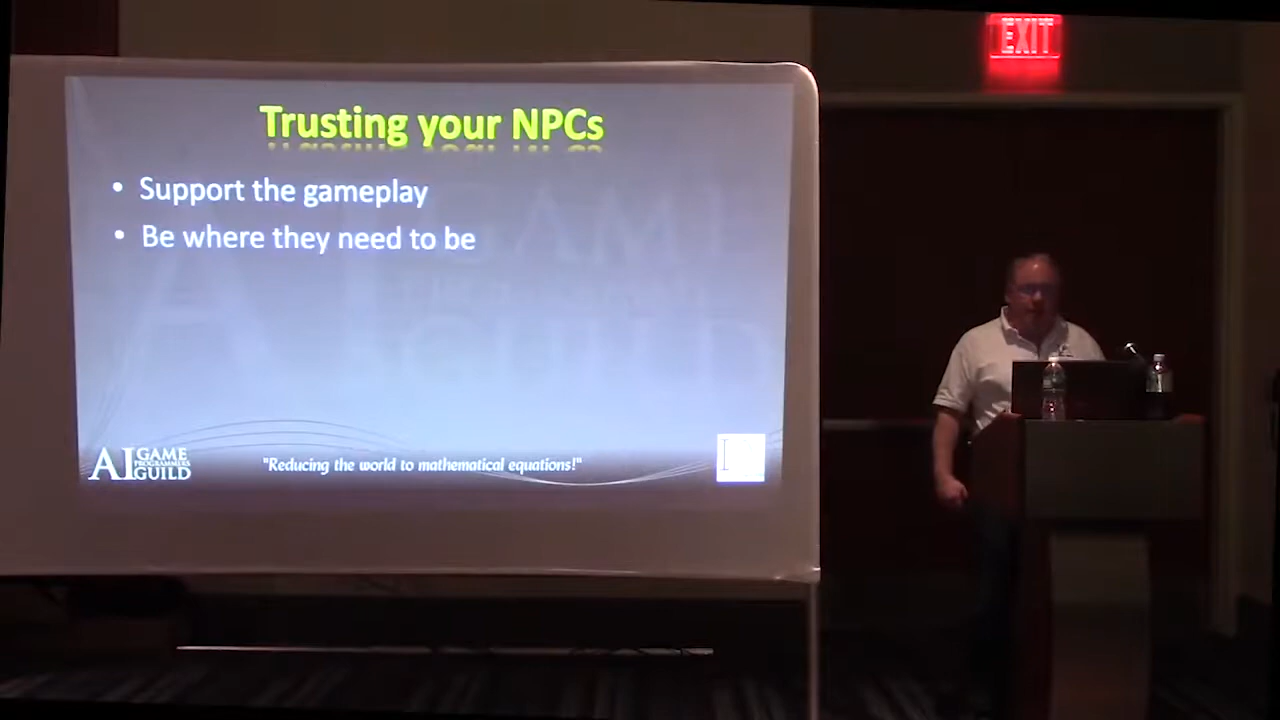 EXIT
Trusting your NPCs
• Support the gameplay
• Be where they need to be
AI GAME
PROGRAMMERS
GUILD
"Reducing the world to mathematical equations!"